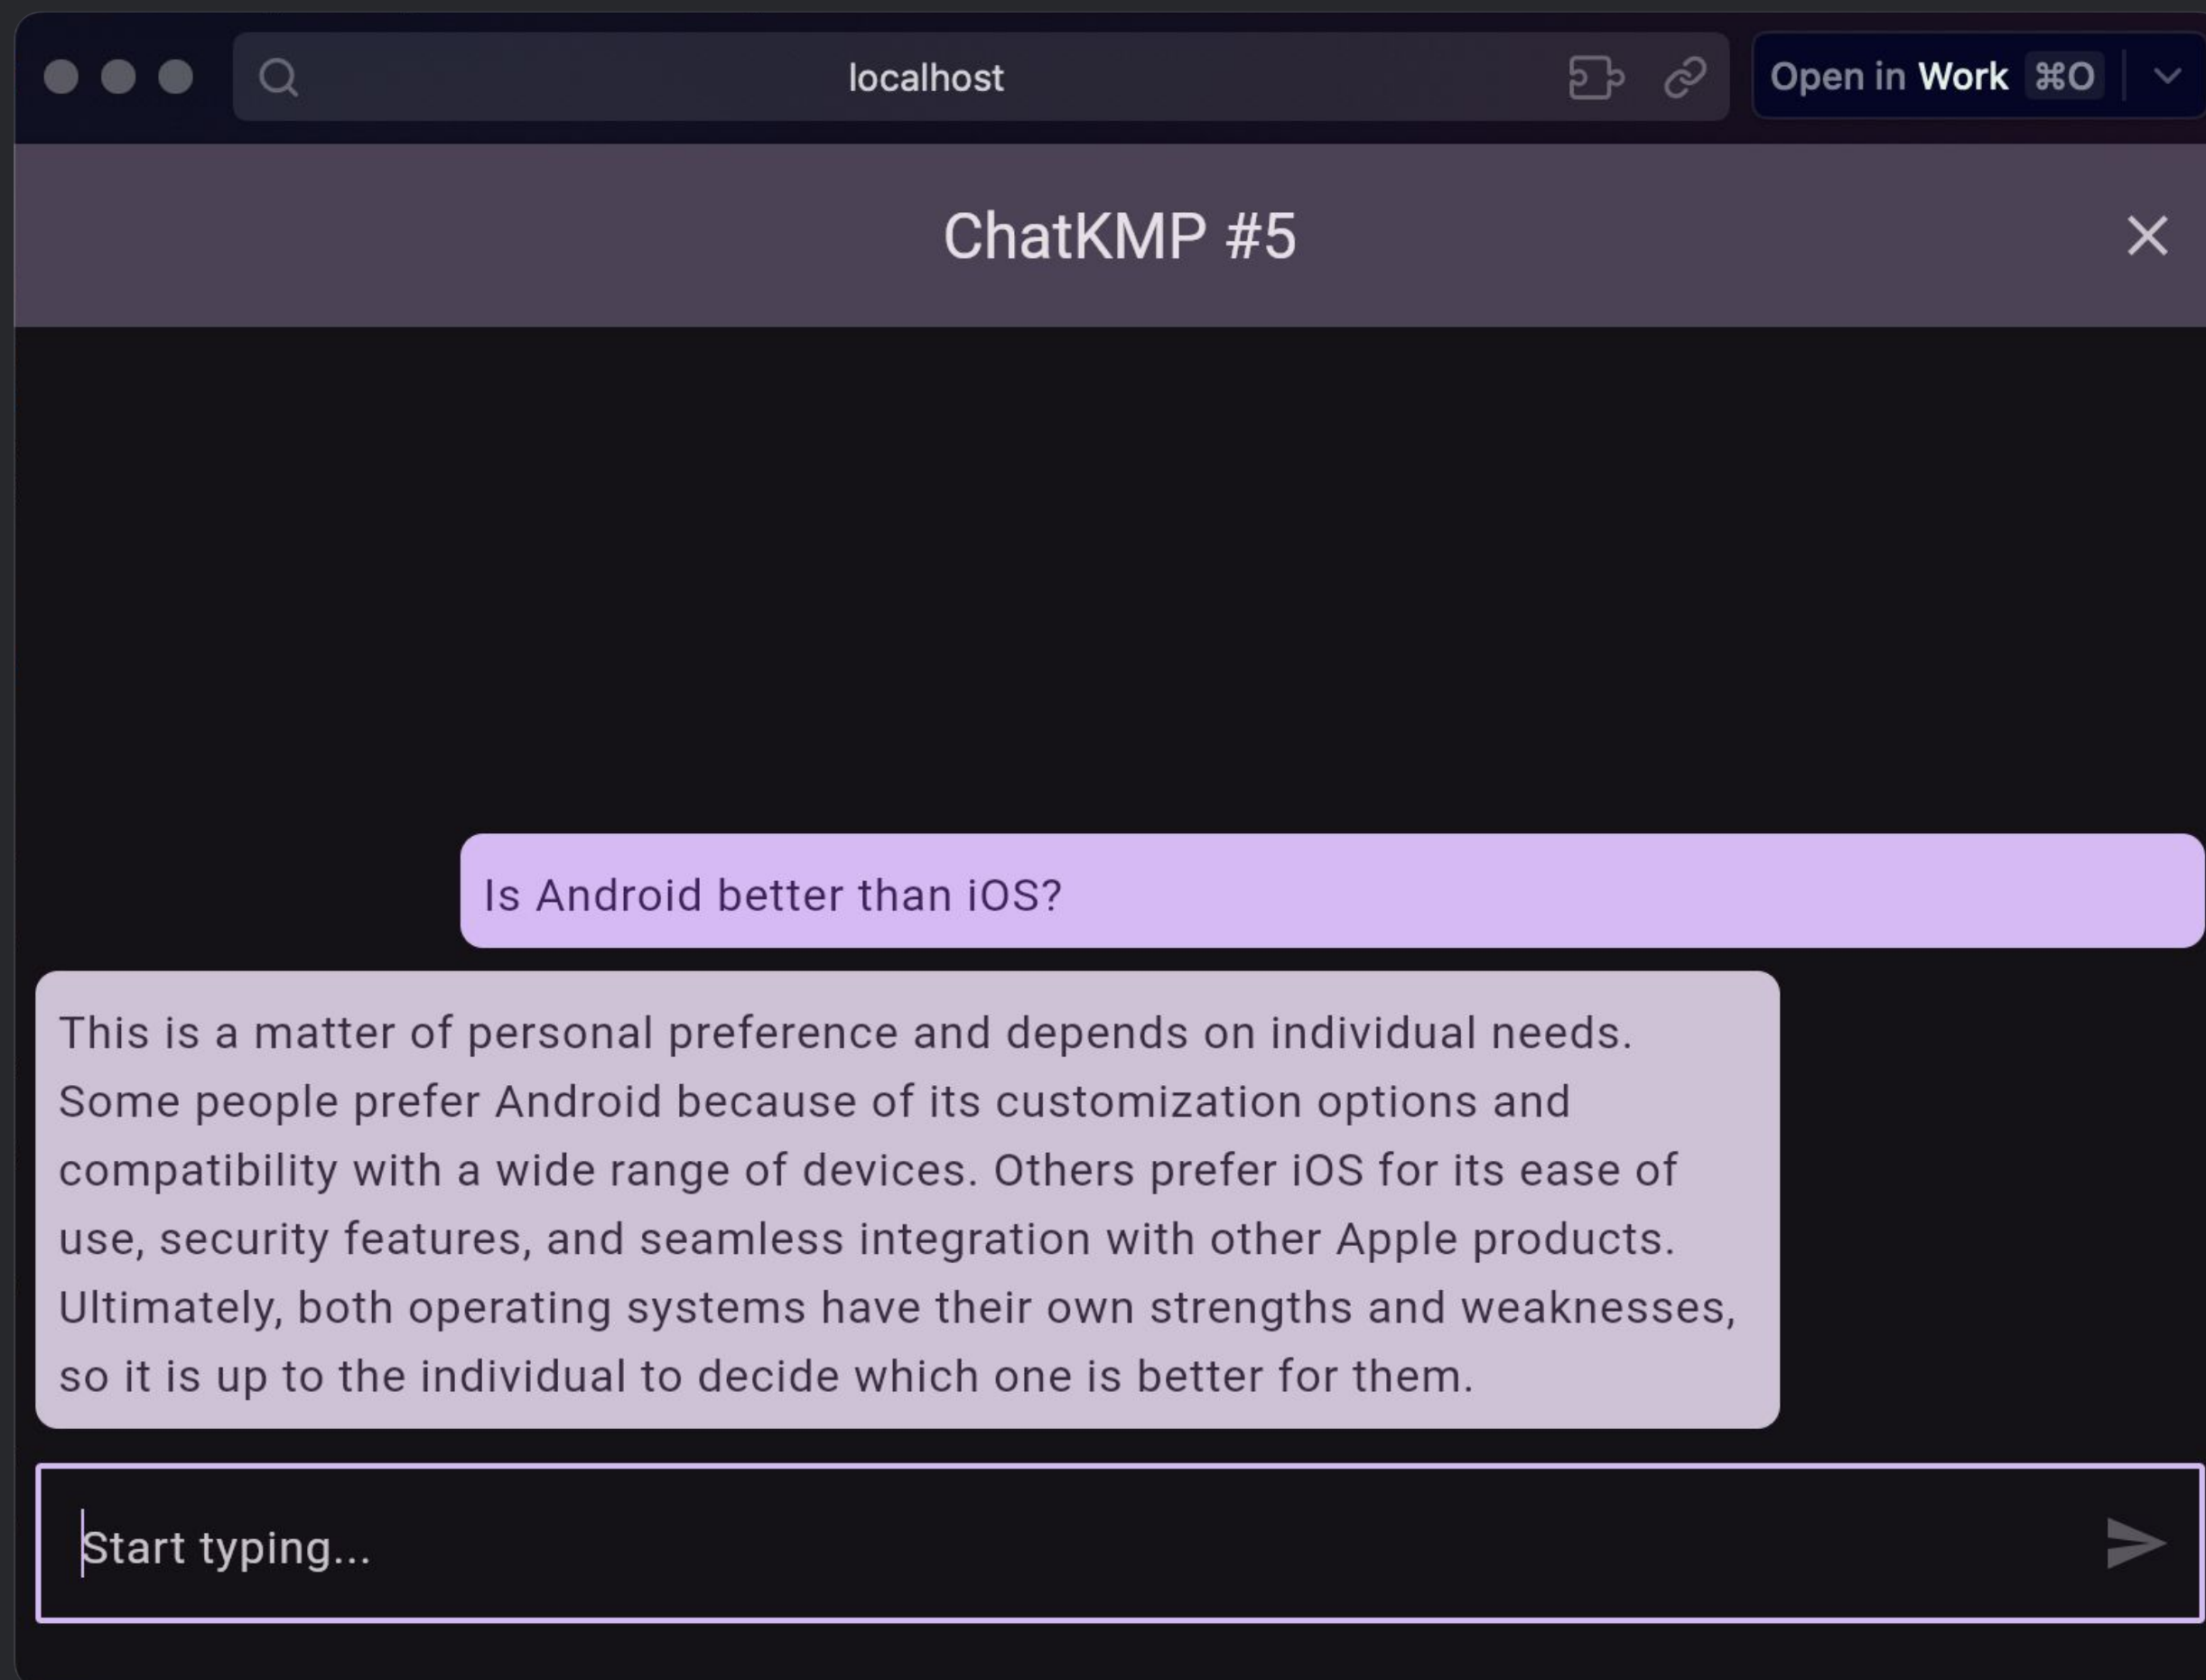 localhost
Open in Work ⌘O
ChatKMP #5
Is Android better than iOS?
This is a matter of personal preference and depends on individual needs.
Some people prefer Android because of its customization options and
compatibility with a wide range of devices. Others prefer iOS for its ease of
use, security features, and seamless integration with other Apple products.
Ultimately, both operating systems have their own strengths and weaknesses,
so it is up to the individual to decide which one is better for them.
Start typing...